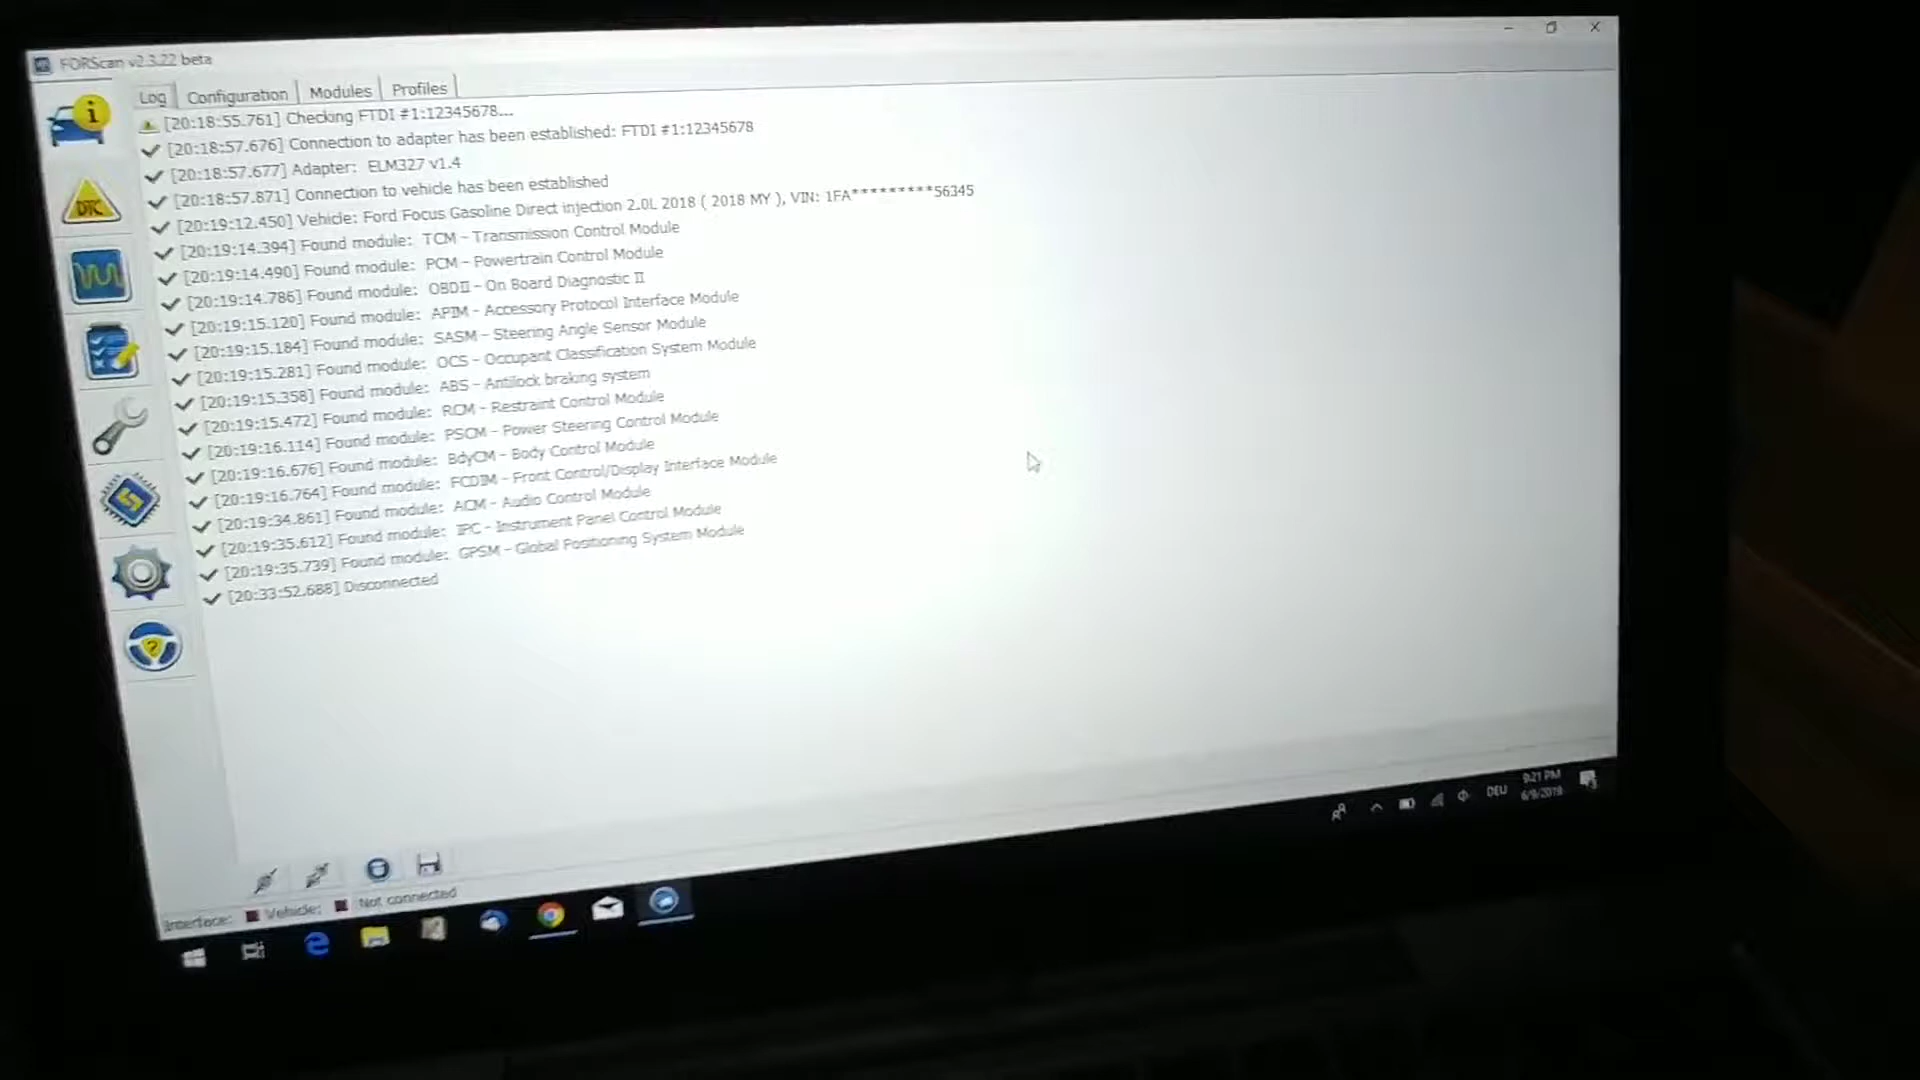 FORScan v2.3.22 beta
Log Configuration Modules Profiles
[20:18:55.761] Checking FTDI #1:12345678...
[20:18:57.676] Connection to adapter has been established: FTDI #1:12345678
[20:18:57.677] Adapter: ELM327 v1.4
[20:18:57.871] Connection to vehicle has been established
[20:19:12.450] Vehicle: Ford Focus Gasoline Direct injection 2.0L 2018 ( 2018 MY ), VIN: 1FA*********56345
[20:19:14.394] Found module: TCM - Transmission Control Module
[20:19:14.490] Found module: PCM - Powertrain Control Module
[20:19:14.786] Found module: OBDII - On Board Diagnostic II
[20:19:15.120] Found module: APIM - Accessory Protocol Interface Module
[20:19:15.184] Found module: SASM - Steering Angle Sensor Module
[20:19:15.281] Found module: OCS - Occupant Classification System Module
[20:19:15.358] Found module: ABS - Antilock braking system
[20:19:15.472] Found module: RCM - Restraint Control Module
[20:19:16.114] Found module: PSCM - Power Steering Control Module
[20:19:16.676] Found module: BdyCM - Body Control Module
[20:19:16.764] Found module: FCDIM - Front Control/Display Interface Module
[20:19:34.861] Found module: ACM - Audio Control Module
[20:19:35.612] Found module: IPC - Instrument Panel Control Module
[20:19:35.739] Found module: GPSM - Global Positioning System Module
[20:33:52.688] Disconnected
DTC
Interface: Vehicle: Not connected
DEU
9:21 PM